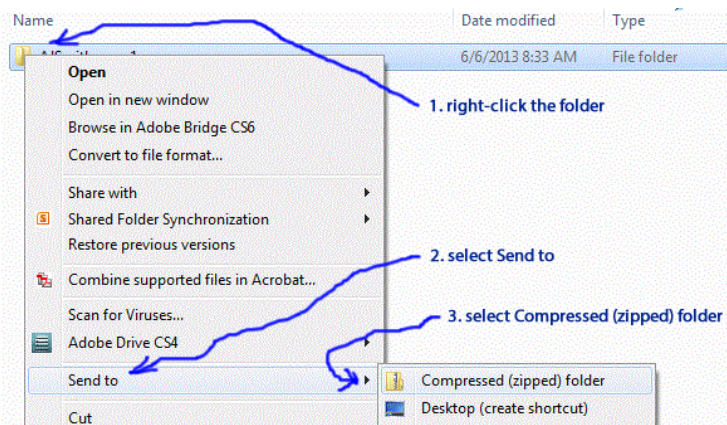 Name Date modified Type
6/6/2013 8:33 AM File folder
Open
Open in new window
1. right-click the folder
Browse in Adobe Bridge CS6
Convert to file format...
Share with
Shared Folder Synchronization
Restore previous versions
2. select Send to
Combine supported files in Acrobat...
Scan for Viruses...
3. select Compressed (zipped) folder
Adobe Drive CS4
Send to
Compressed (zipped) folder
Desktop (create shortcut)
Cut